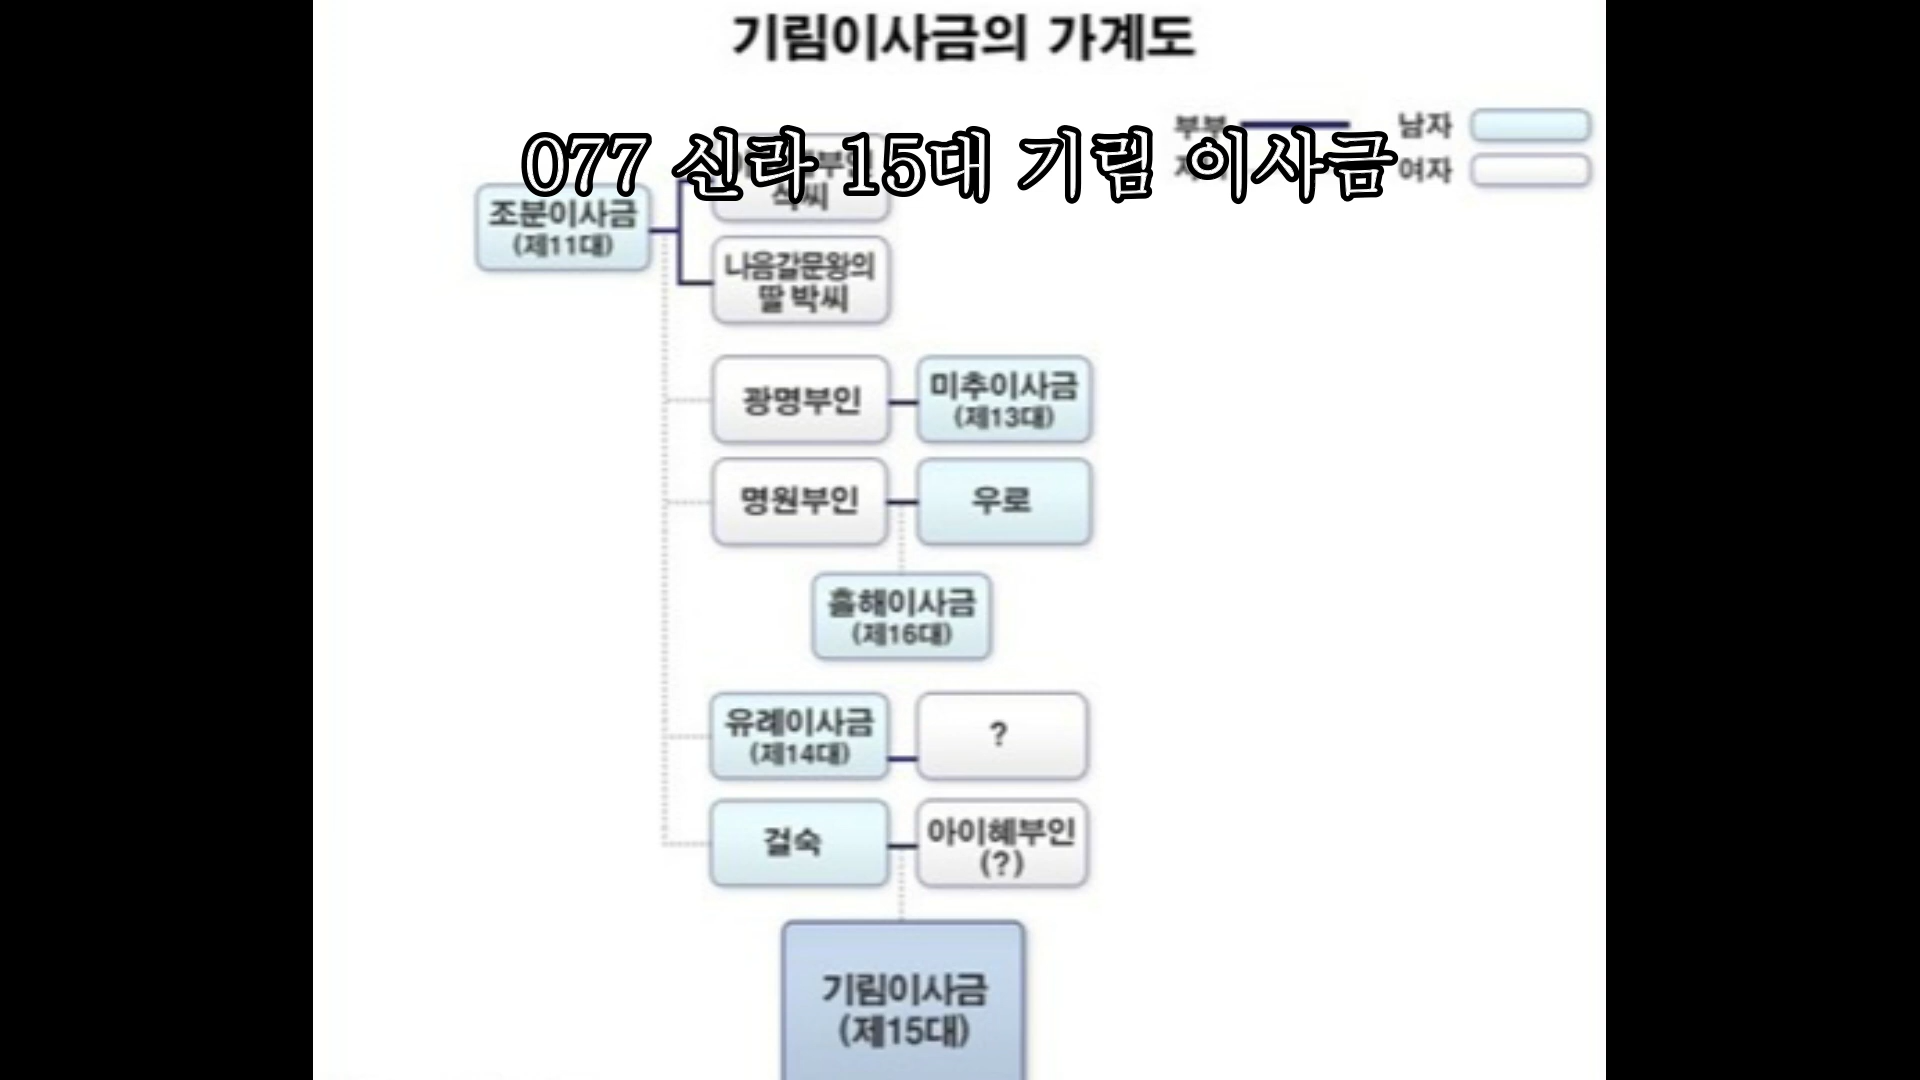 기림이사금의 가계도
부부
남자
여자
077 신라 15대 기림 이사금
조분이사금
(제11대)
석씨
나음갈문왕의
딸 박씨
광명부인
미추이사금
(제13대)
명원부인
우로
흘해이사금
(제16대)
유례이사금
(제14대)
?
걸숙
아이혜부인
(?)
기림이사금
(제15대)